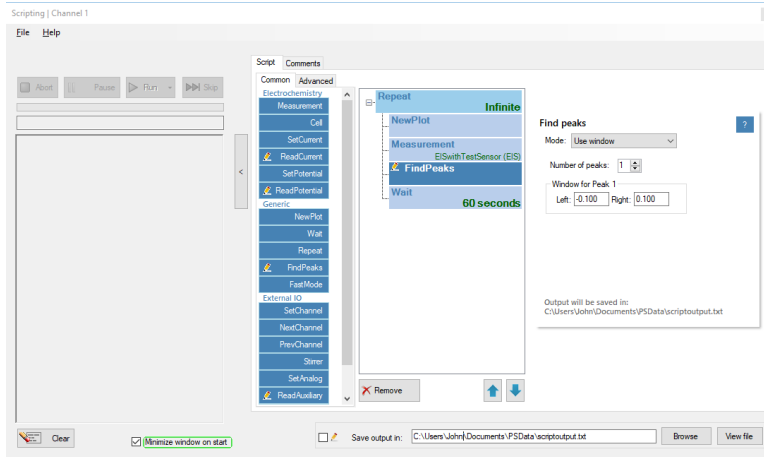 Scripting | Channel 1
File Help
Script Comments
Common Advanced
Abort Pause Run Skip
Electrochemistry
Measurement
Cell
SetCurrent
ReadCurrent
SetPotential
ReadPotential
Generic
NewPlot
Wait
Repeat
FindPeaks
FastMode
External IO
SetChannel
NextChannel
PrevChannel
Stirrer
SetAnalog
ReadAuxiliary
<
Repeat
Infinite
NewPlot
Measurement
EISwithTestSensor (EIS)
FindPeaks
Wait
60 seconds
Remove
Find peaks
?
Mode: Use window
Number of peaks: 1
Window for Peak 1
Left: -0.100 Right: 0.100
Output will be saved in:
C:\Users\John\Documents\PSData\scriptoutput.txt
Clear
Minimize window on start
Save output in: C:\Users\John\Documents\PSData\scriptoutput.txt Browse View file